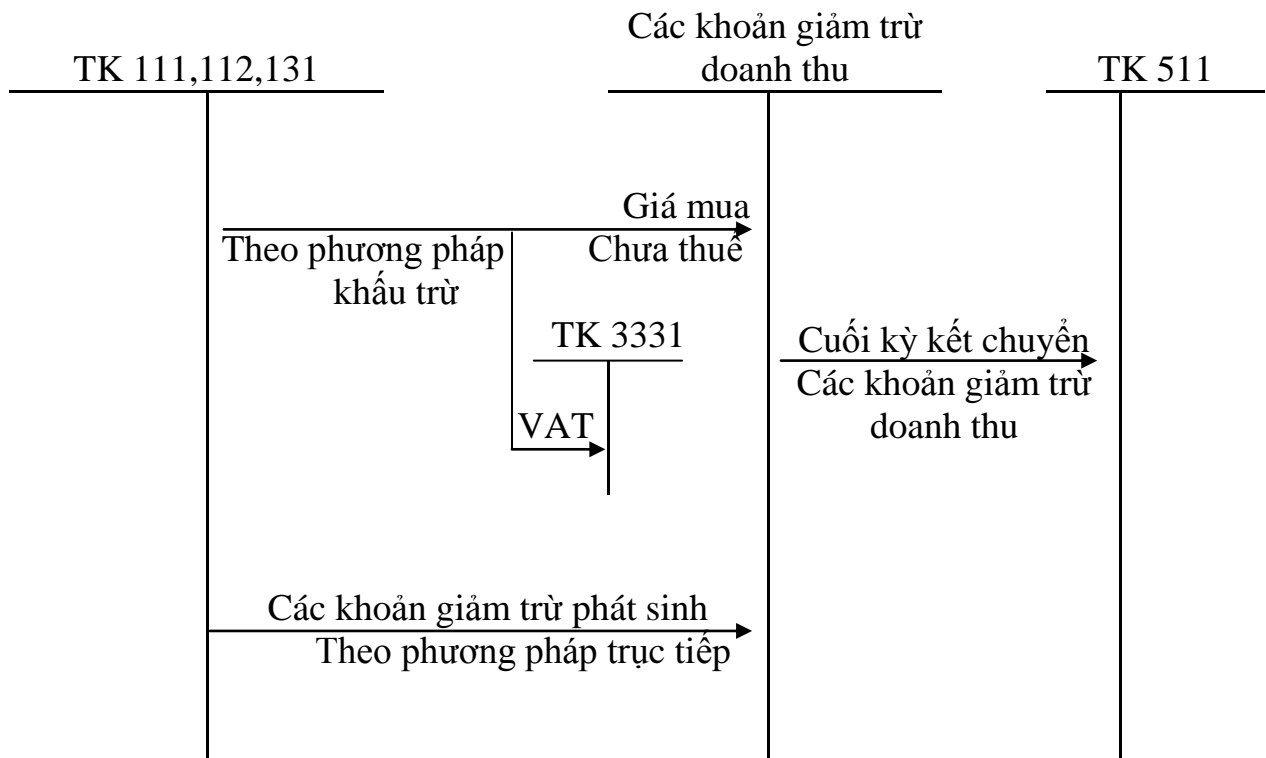 Các khoản giảm trừ
doanh thu
TK 111,112,131
TK 511
Giá mua
Theo phương pháp
khấu trừ
Chưa thuế
TK 3331
VAT
Cuối kỳ kết chuyển
Các khoản giảm trừ
doanh thu
Các khoản giảm trừ phát sinh
Theo phương pháp trục tiếp